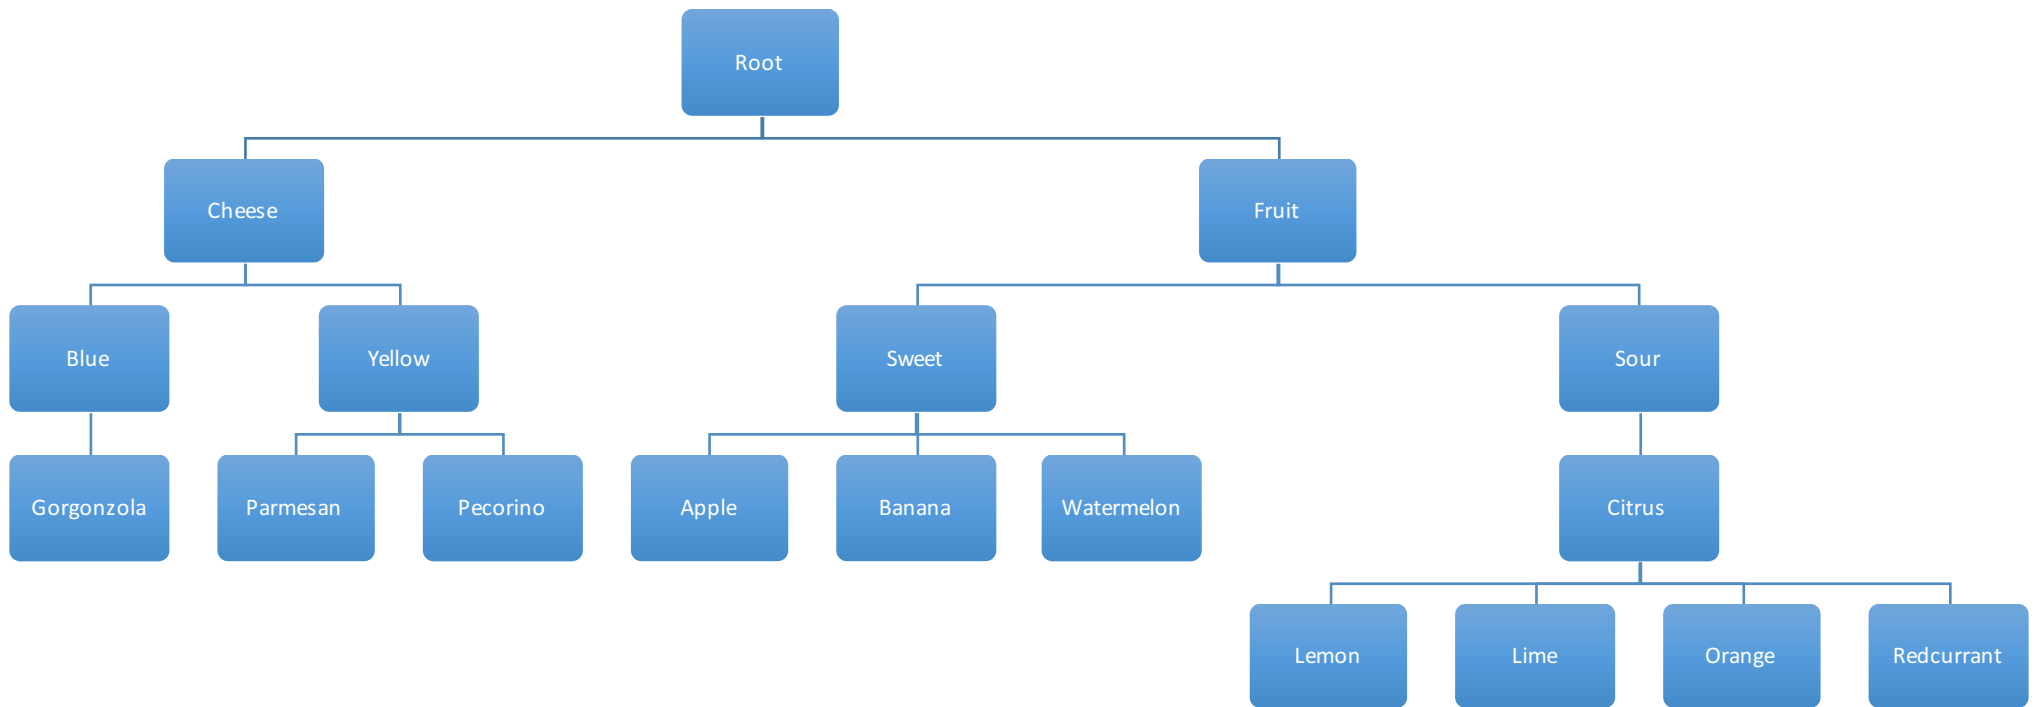 Root
Cheese
Fruit
Blue
Yellow
Sweet
Sour
Gorgonzola
Parmesan
Pecorino
Apple
Banana
Watermelon
Citrus
Lemon
Lime
Orange
Redcurrant